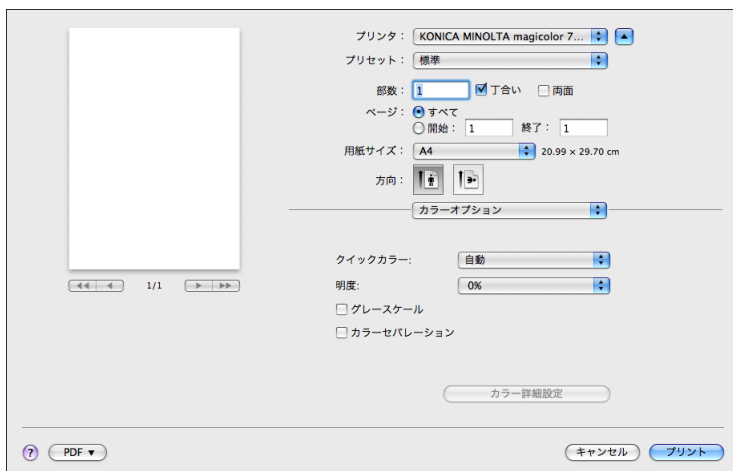 プリンタ： KONICA MINOLTA magicolor 7...
プリセット： 標準
部数： 1 丁合い 両面
ページ： すべて
開始： 1 終了： 1
用紙サイズ： A4 20.99 × 29.70 cm
方向：
カラーオプション
クイックカラー: 自動
明度: 0%
グレースケール
カラーセパレーション
カラー詳細設定
1/1
? PDF ▼ キャンセル プリント